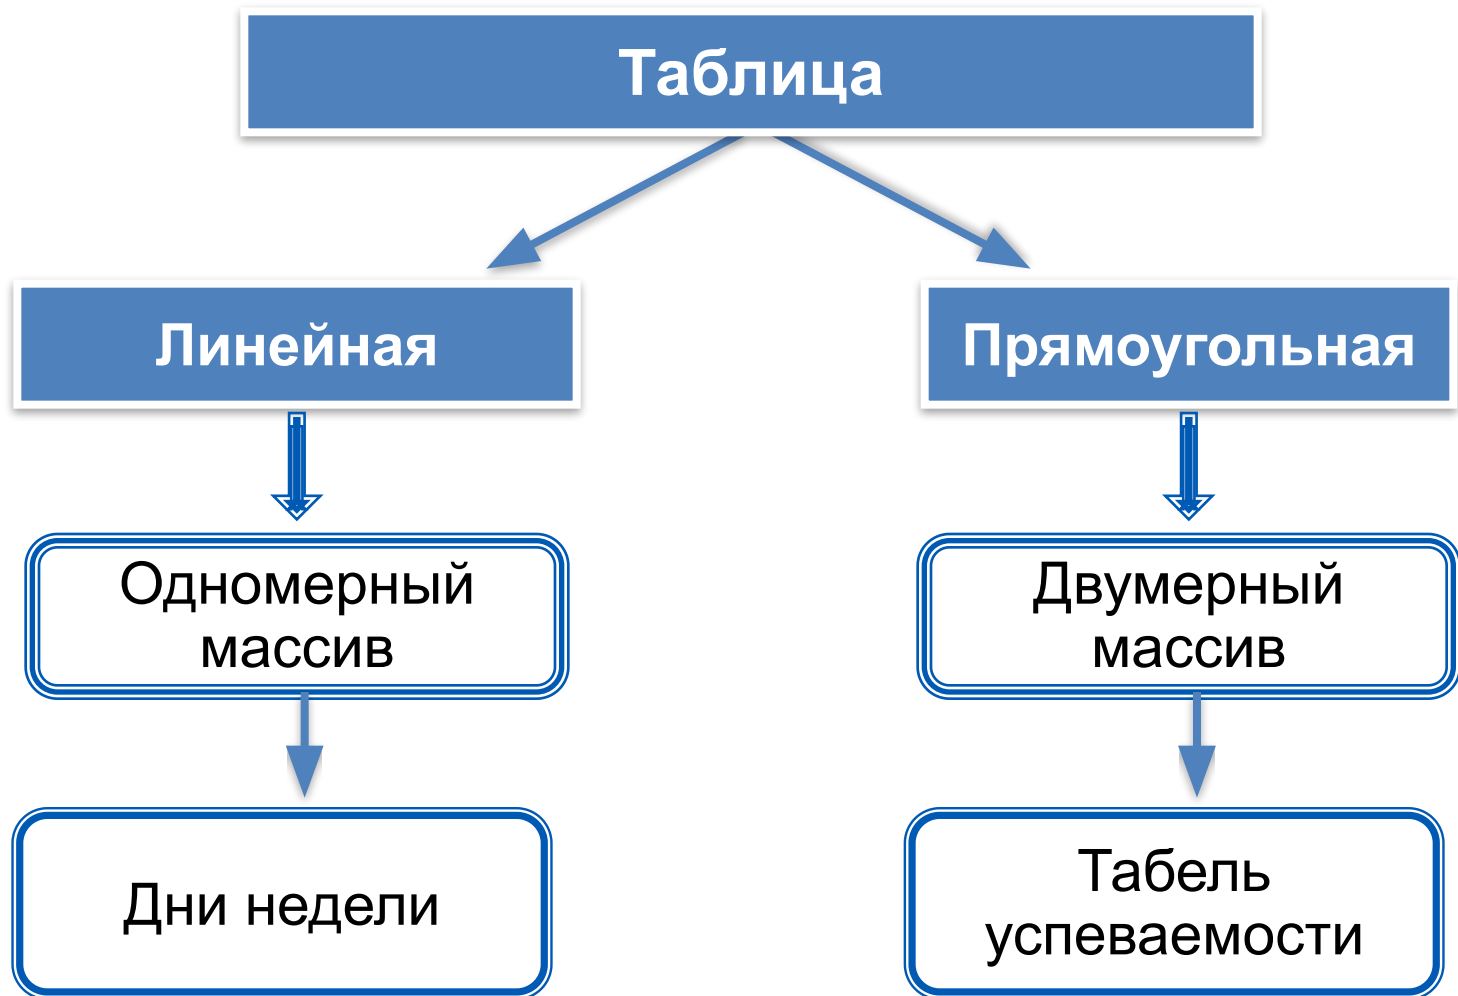 Таблица
Линейная
Прямоугольная
Одномерный
массив
Двумерный
массив
Дни недели
Табель
успеваемости